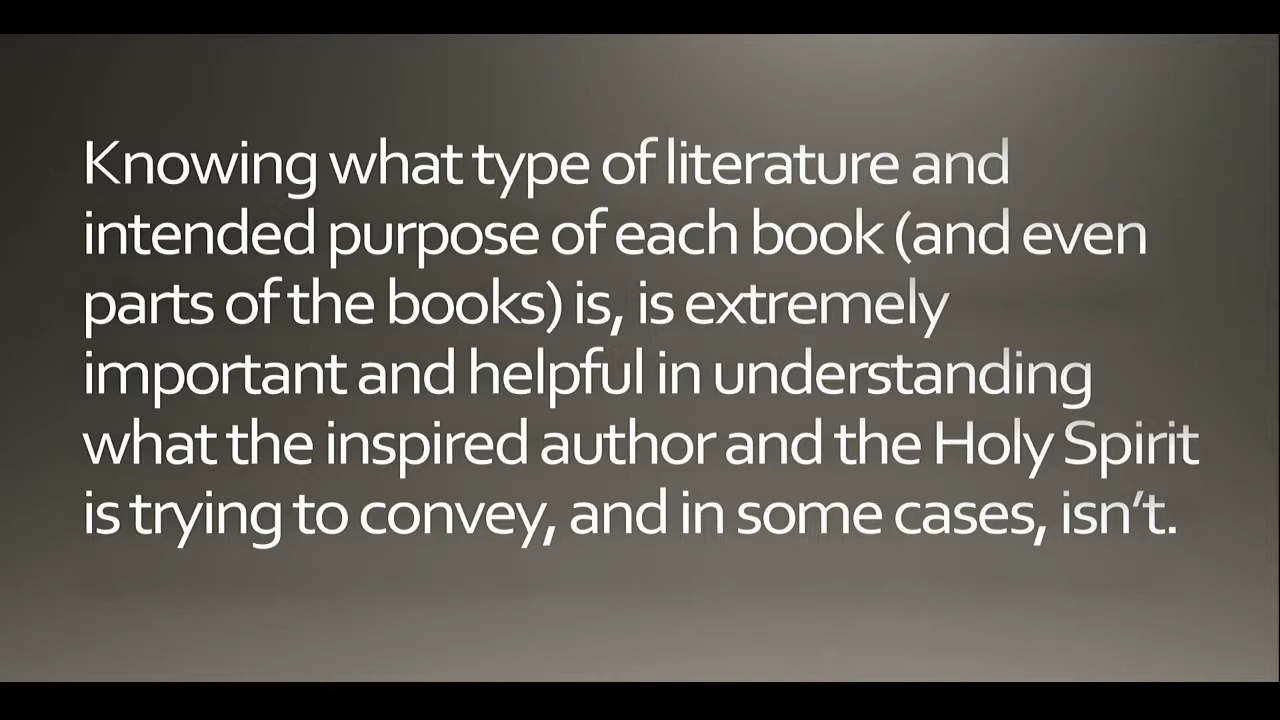 Knowing what type of literature and
intended purpose of each book (and even
parts of the books) is, is extremely
important and helpful in understanding
what the inspired author and the Holy Spirit
is trying to convey, and in some cases, isn’t.